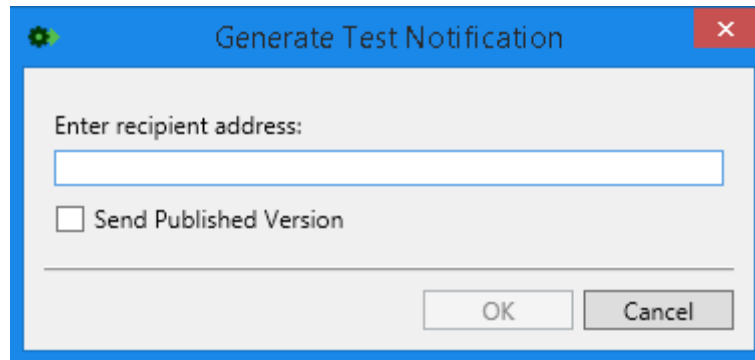 Generate Test Notification
Enter recipient address:
Send Published Version
OK
Cancel